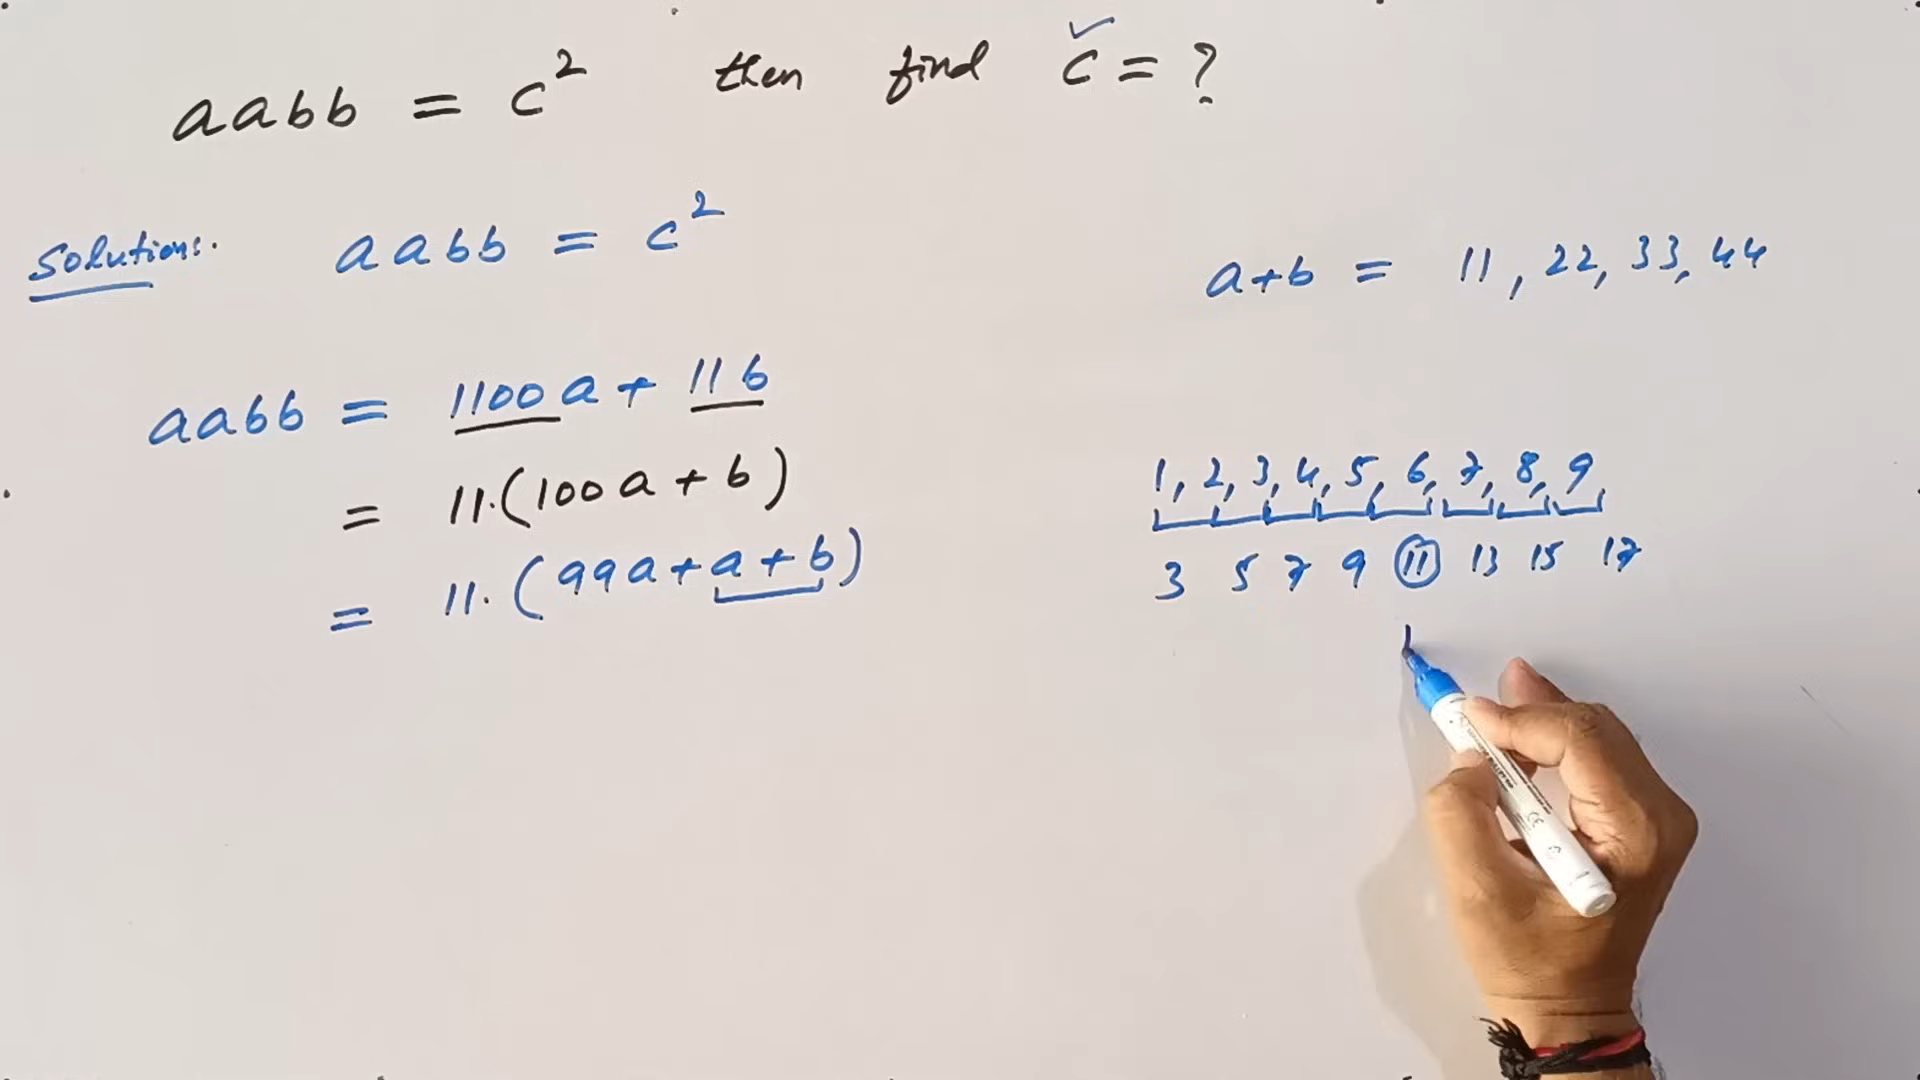 aabb = c² then find c = ?
Solution:. aabb = c²
a+b = 11, 22, 33, 44
aabb = 1100a + 11b
= 11.(100a + b)
= 11.(99a + a + b)
1, 2, 3, 4, 5, 6, 7, 8, 9,
3 5 7 9 11 13 15 17